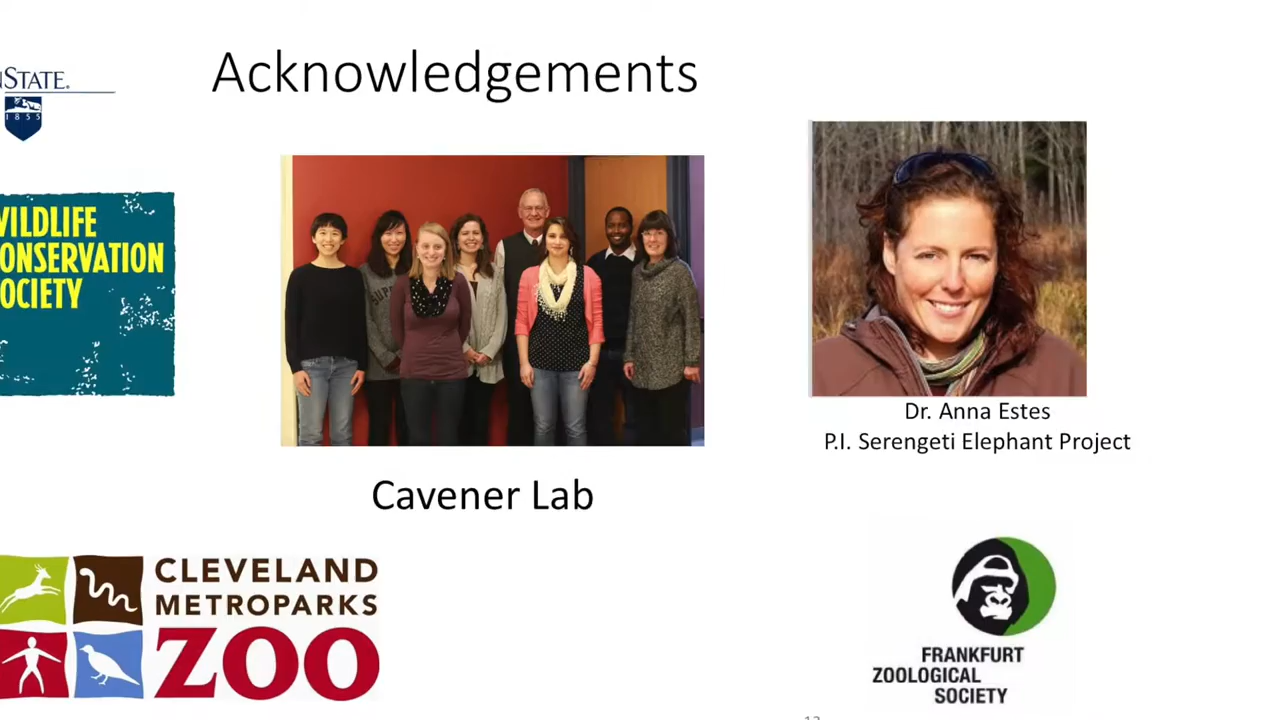 Acknowledgements
NSTATE.
1855
WILDLIFE
CONSERVATION
SOCIETY
Dr. Anna Estes
P.I. Serengeti Elephant Project
Cavener Lab
CLEVELAND
METROPARKS
ZOO
FRANKFURT
ZOOLOGICAL
SOCIETY